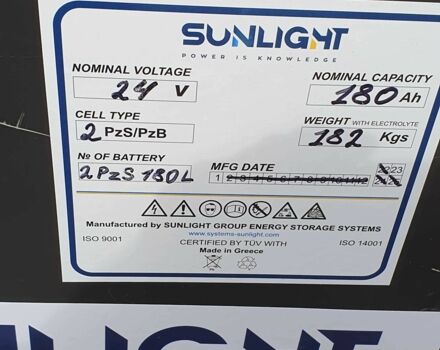 SUNLIGHT
POWER IS KNOWLEDGE
NOMINAL VOLTAGE
24 V
NOMINAL CAPACITY
180 Ah
CELL TYPE
2 PzS/PzB
WEIGHT WITH ELECTROLYTE
182 Kgs
№ OF BATTERY
2 PzS 180L
MFG DATE
1 2 3 4 5 6 7 8 9 10 11 12
23
Manufactured by SUNLIGHT GROUP ENERGY STORAGE SYSTEMS
www.systems-sunlight.com
ISO 9001
CERTIFIED BY TÜV WITH
ISO 14001
Made in Greece
SUNLIGHT